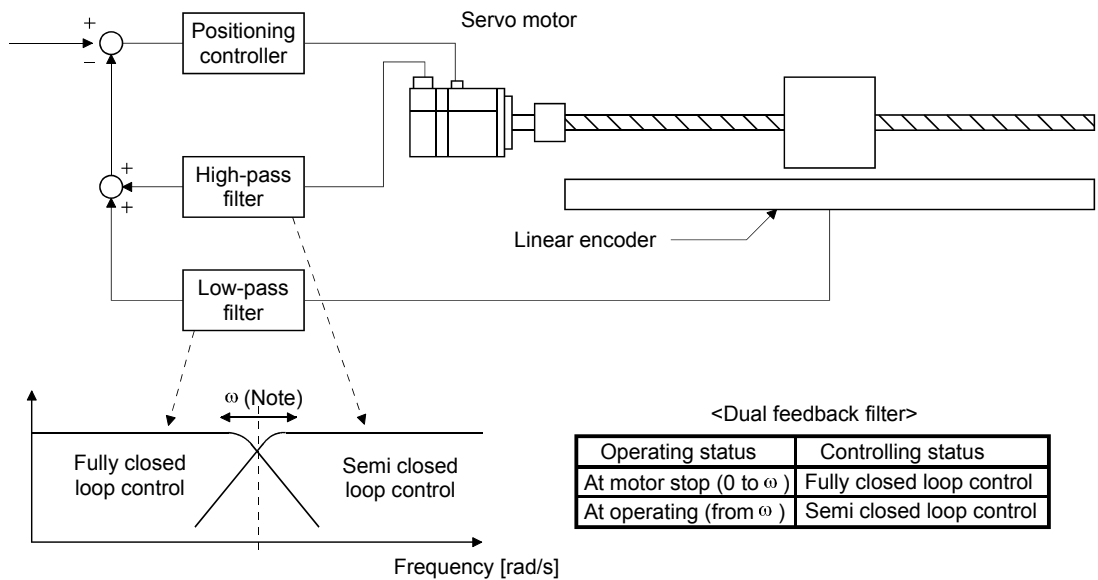 Servo motor
+
−
Positioning
controller
+
+
High-pass
filter
Linear encoder
Low-pass
filter
ω (Note)
Fully closed
loop control
Semi closed
loop control
Frequency [rad/s]
<Dual feedback filter>
Operating status Controlling status
At motor stop (0 to ω ) Fully closed loop control
At operating (from ω ) Semi closed loop control